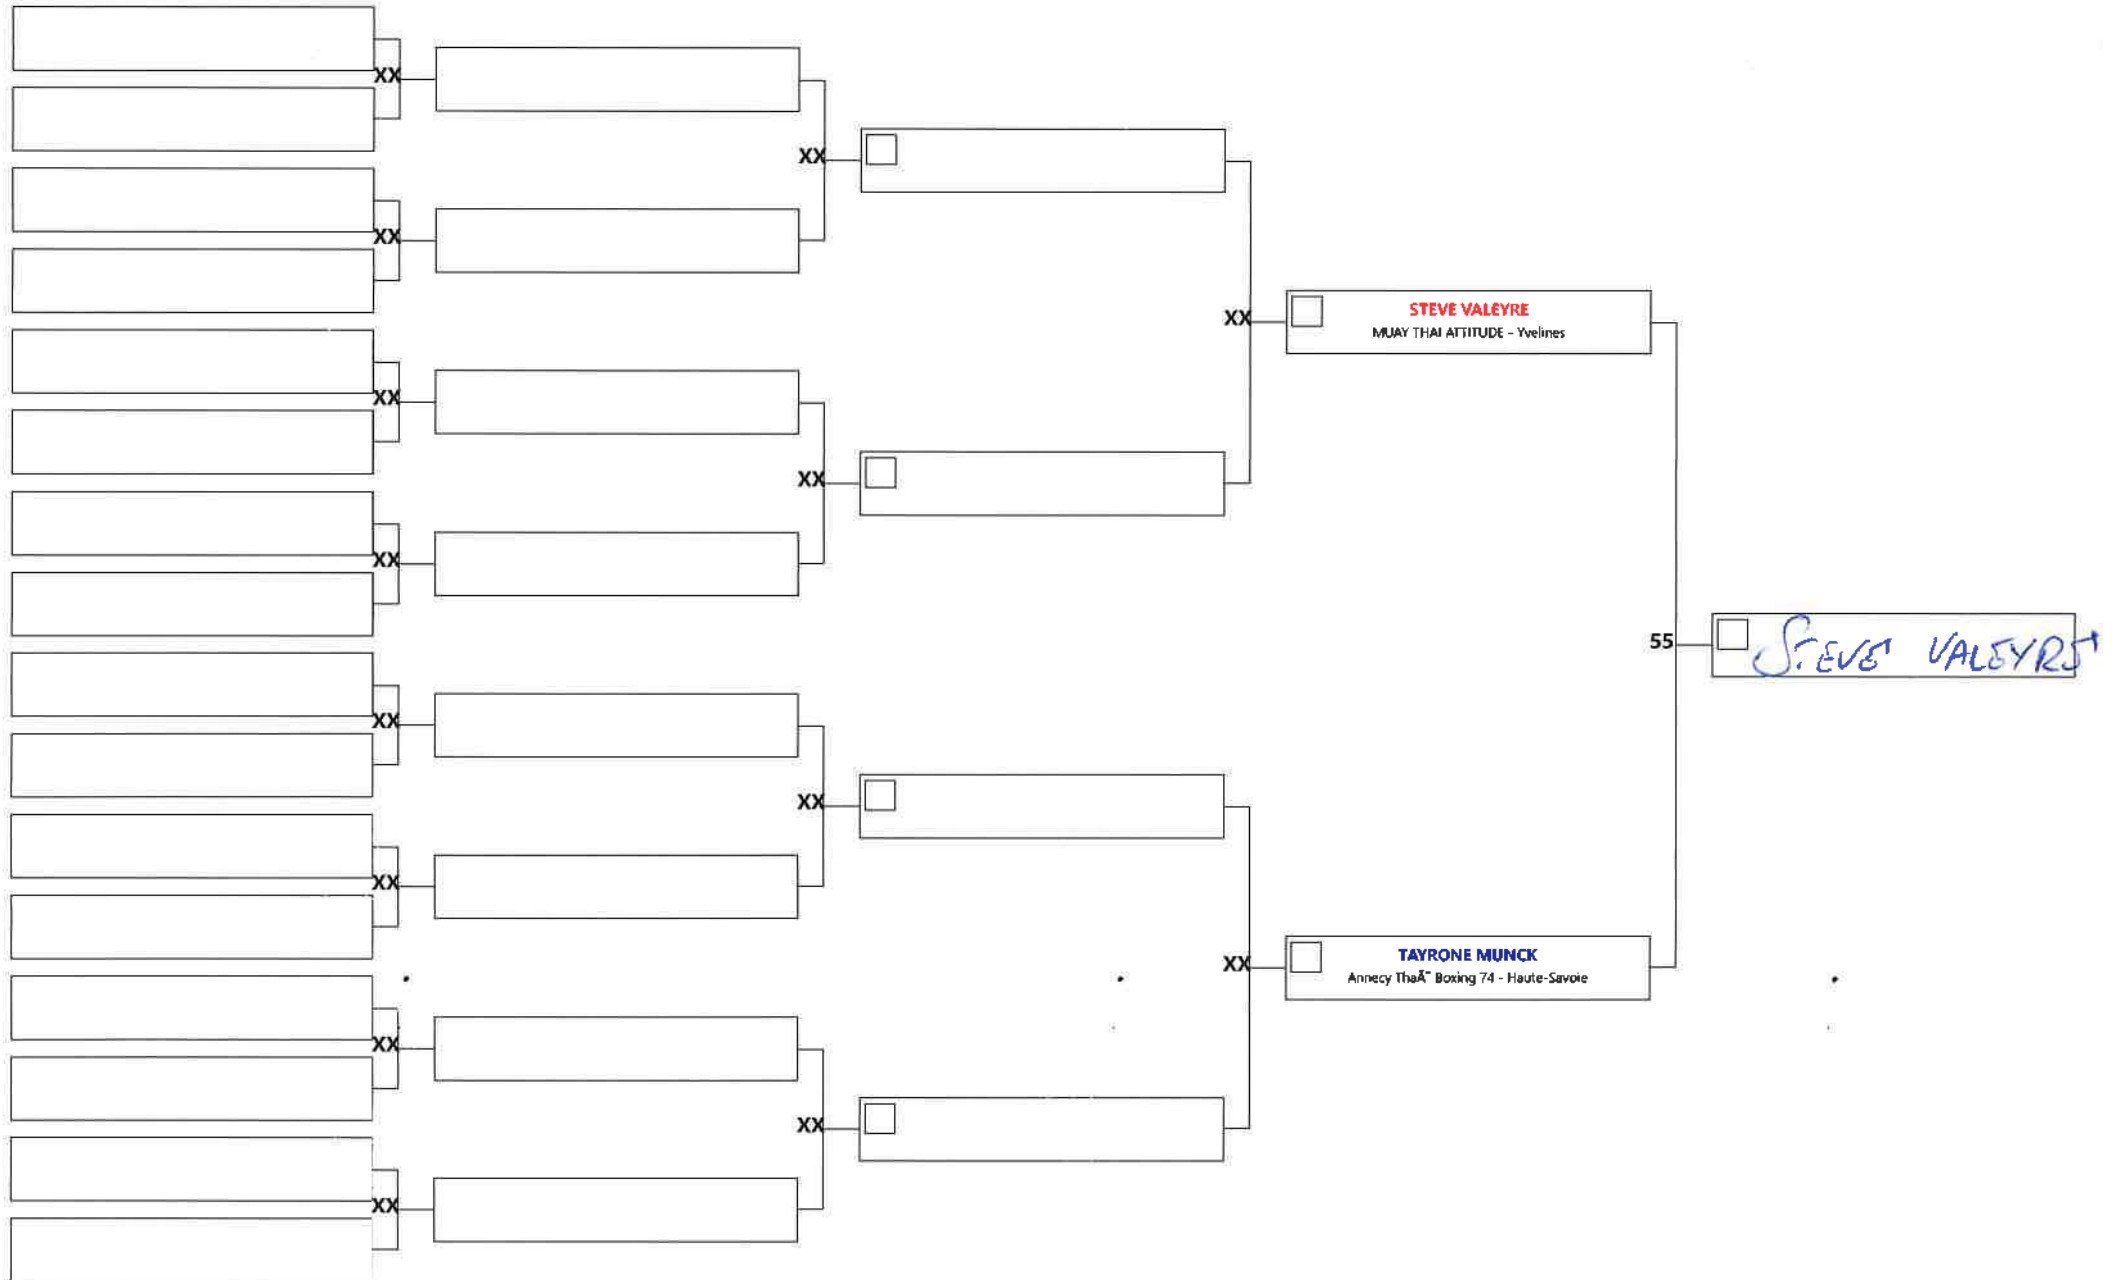 XX
XX
XX
XX
XX
XX
XX
XX
XX
XX
XX
XX
XX
XX
STEVE VALEYRE
MUAY THAI ATTITUDE - Yvelines
TAYRONE MUNCK
Annecy ThaÃ¯ Boxing 74 - Haute-Savoie
55
STEVE VALEYRE